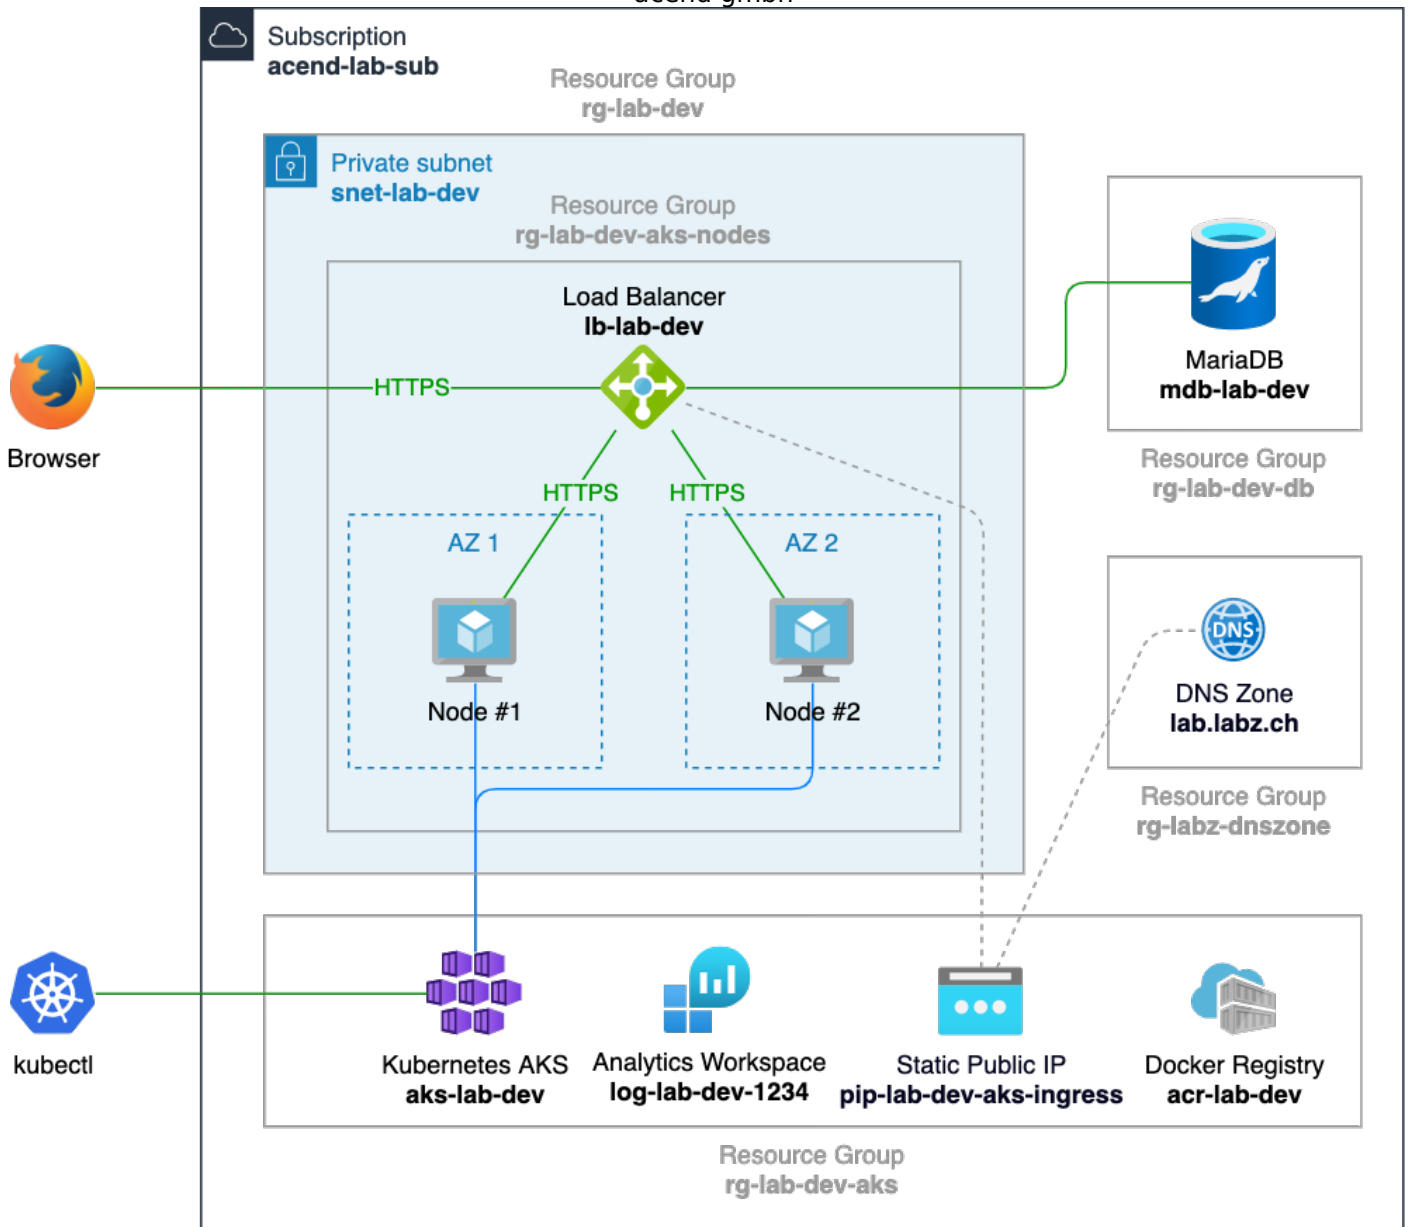 acend gmbh
Subscription
acend-lab-sub
Resource Group
rg-lab-dev
Private subnet
snet-lab-dev
Resource Group
rg-lab-dev-aks-nodes
Load Balancer
lb-lab-dev
HTTPS
Browser
HTTPS
HTTPS
AZ 1
AZ 2
Node #1
Node #2
MariaDB
mdb-lab-dev
Resource Group
rg-lab-dev-db
DNS
DNS Zone
lab.labz.ch
Resource Group
rg-labz-dnszone
kubectl
Kubernetes AKS
aks-lab-dev
Analytics Workspace
log-lab-dev-1234
Static Public IP
pip-lab-dev-aks-ingress
Docker Registry
acr-lab-dev
Resource Group
rg-lab-dev-aks